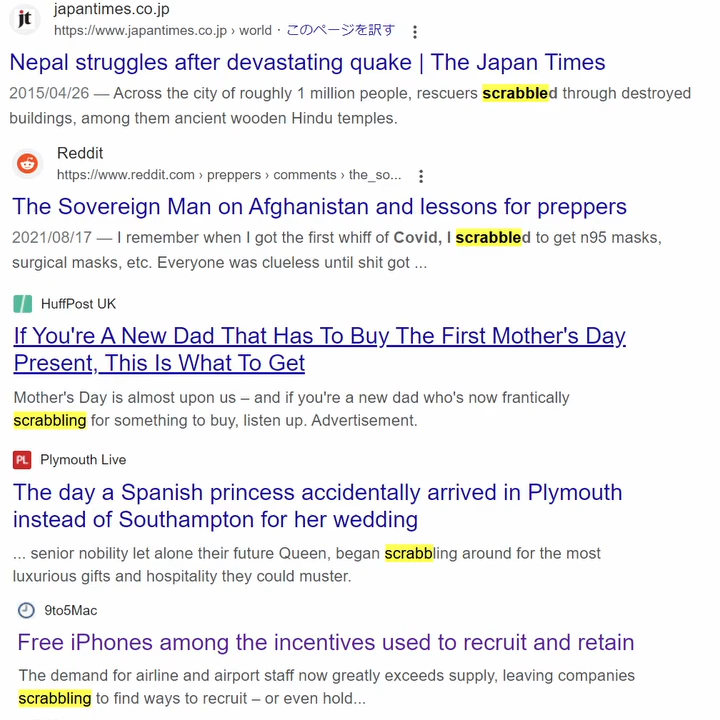 japantimes.co.jp
https://www.japantimes.co.jp › world · このページを訳す
Nepal struggles after devastating quake | The Japan Times
2015/04/26 — Across the city of roughly 1 million people, rescuers scrabbled through destroyed
buildings, among them ancient wooden Hindu temples.
Reddit
https://www.reddit.com › preppers › comments › the_so...
The Sovereign Man on Afghanistan and lessons for preppers
2021/08/17 — I remember when I got the first whiff of Covid, I scrabbled to get n95 masks,
surgical masks, etc. Everyone was clueless until shit got ...
HuffPost UK
If You're A New Dad That Has To Buy The First Mother's Day
Present, This Is What To Get
Mother's Day is almost upon us – and if you're a new dad who's now frantically
scrabbling for something to buy, listen up. Advertisement.
PL Plymouth Live
The day a Spanish princess accidentally arrived in Plymouth
instead of Southampton for her wedding
... senior nobility let alone their future Queen, began scrabbling around for the most
luxurious gifts and hospitality they could muster.
9to5Mac
Free iPhones among the incentives used to recruit and retain
The demand for airline and airport staff now greatly exceeds supply, leaving companies
scrabbling to find ways to recruit – or even hold...